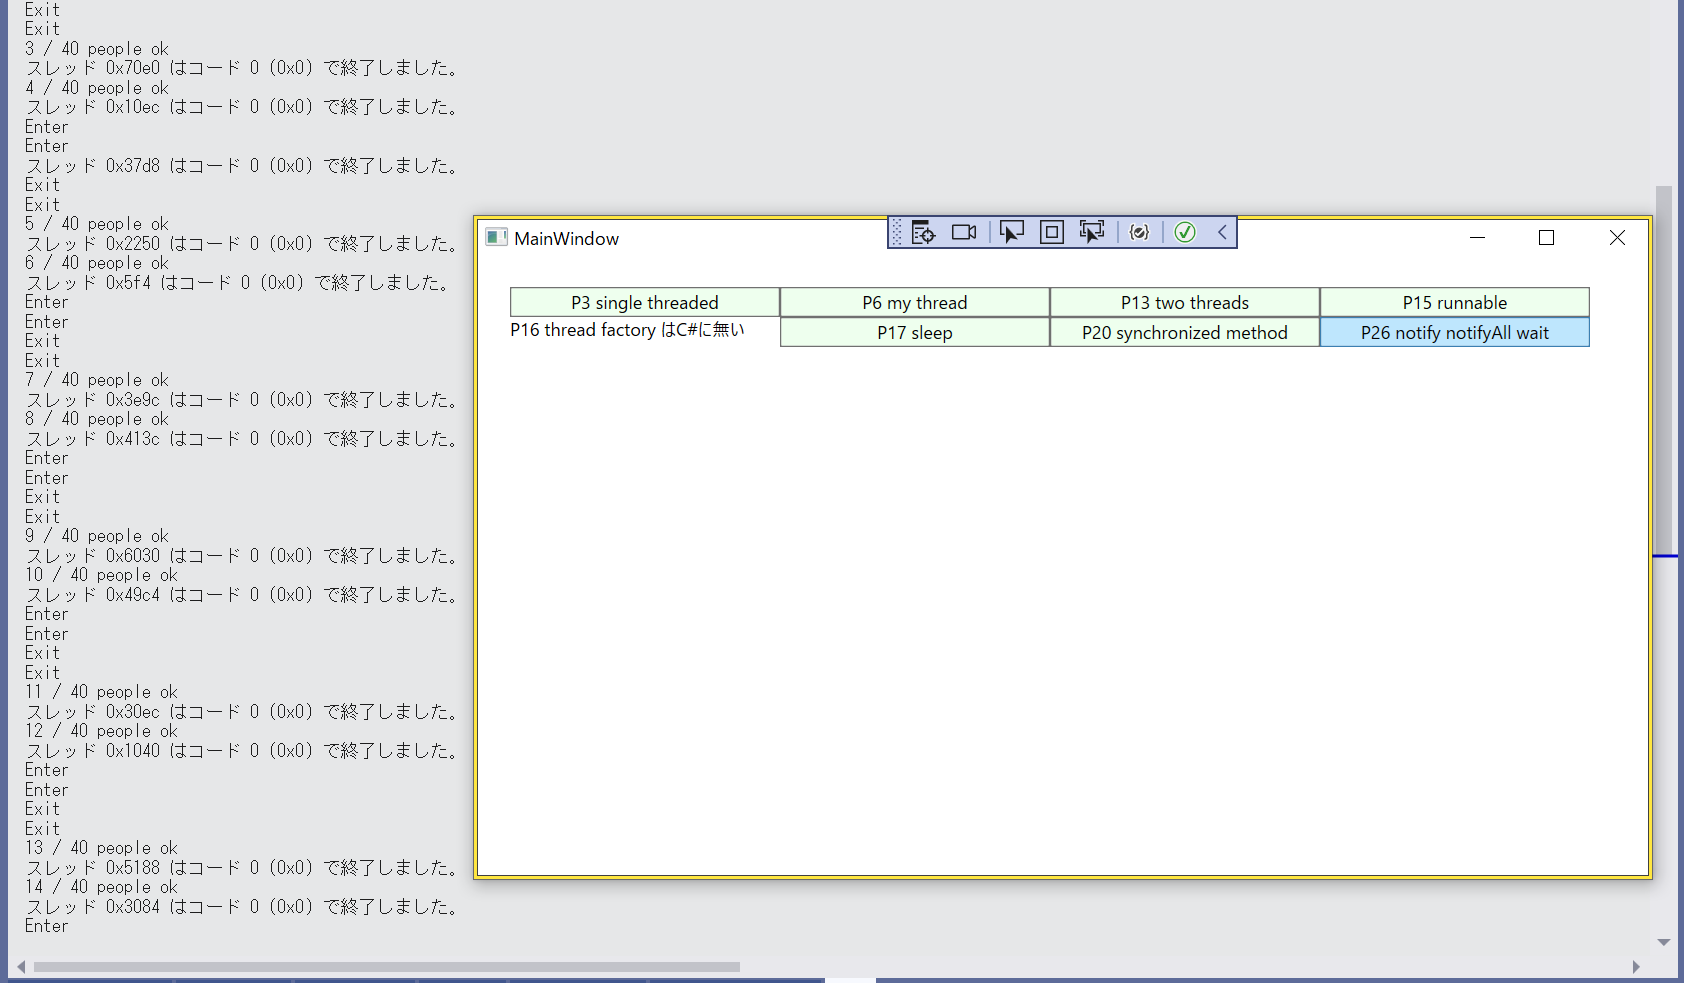 Exit
Exit
3 / 40 people ok
スレッド 0x70e0 はコード 0 (0x0) で終了しました。
4 / 40 people ok
スレッド 0x10ec はコード 0 (0x0) で終了しました。
Enter
Enter
スレッド 0x37d8 はコード 0 (0x0) で終了しました。
Exit
Exit
5 / 40 people ok
スレッド 0x2250 はコード 0 (0x0) で終了しました。
6 / 40 people ok
スレッド 0x5f4 はコード 0 (0x0) で終了しました。
Enter
Enter
Exit
Exit
7 / 40 people ok
スレッド 0x3e9c はコード 0 (0x0) で終了しました。
8 / 40 people ok
スレッド 0x413c はコード 0 (0x0) で終了しました。
Enter
Enter
Exit
Exit
9 / 40 people ok
スレッド 0x6030 はコード 0 (0x0) で終了しました。
10 / 40 people ok
スレッド 0x49c4 はコード 0 (0x0) で終了しました。
Enter
Enter
Exit
Exit
11 / 40 people ok
スレッド 0x30ec はコード 0 (0x0) で終了しました。
12 / 40 people ok
スレッド 0x1040 はコード 0 (0x0) で終了しました。
Enter
Enter
Exit
Exit
13 / 40 people ok
スレッド 0x5188 はコード 0 (0x0) で終了しました。
14 / 40 people ok
スレッド 0x3084 はコード 0 (0x0) で終了しました。
Enter
MainWindow
P3 single threaded P6 my thread P13 two threads P15 runnable
P16 thread factory はC#に無い P17 sleep P20 synchronized method P26 notify notifyAll wait